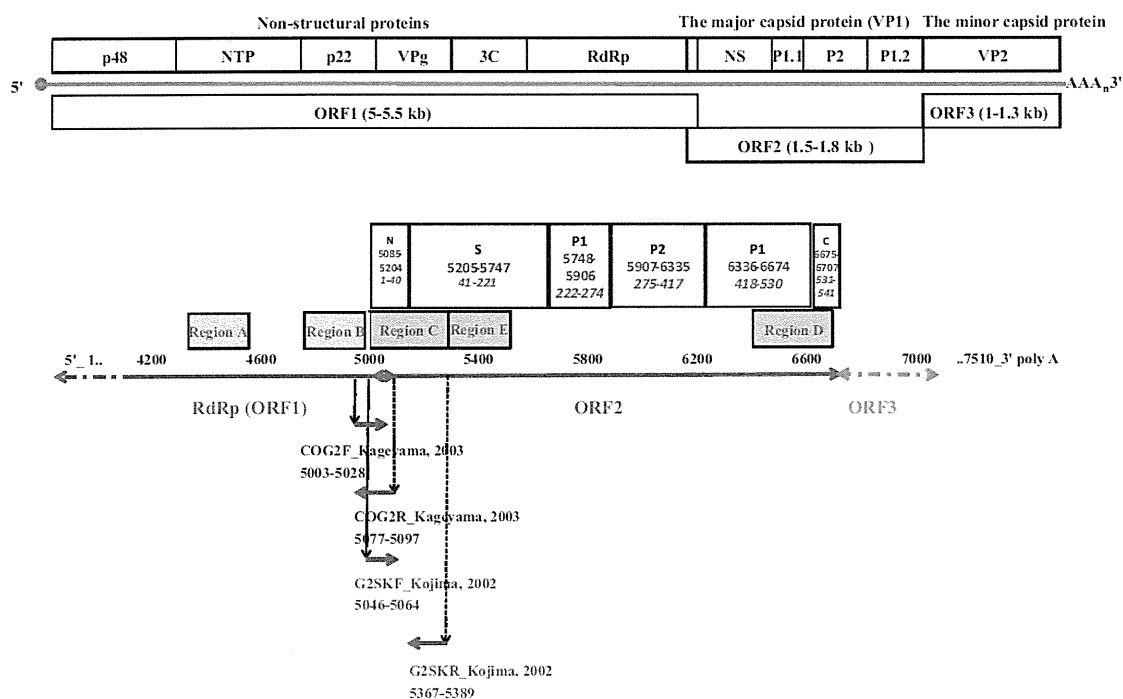 Non-structural proteins The major capsid protein (VP1) The minor capsid protein
p48 NTP p22 VPg 3C RdRp NS P1.1 P2 P1.2 VP2
5' AAAn3'
ORF1 (5-5.5 kb) ORF3 (1-1.3 kb)
ORF2 (1.5-1.8 kb )
N S P1 P2 P1 C
5085- 5205-5747 5748- 5907-6335 6336-6674 6675-
5204 41-221 5906 275-417 418-530 6707
1-40 222-274 531-
541
Region A Region B Region C Region E Region D
5'_ 1.. 4200 4600 5000 5400 5800 6200 6600 7000 ..7510_3' poly A
RdRp (ORF1) ORF2 ORF3
COG2F_Kageyama, 2003
5003-5028
COG2R_Kageyama, 2003
5077-5097
G2SKF_Kojima, 2002
5046-5064
G2SKR_Kojima, 2002
5367-5389